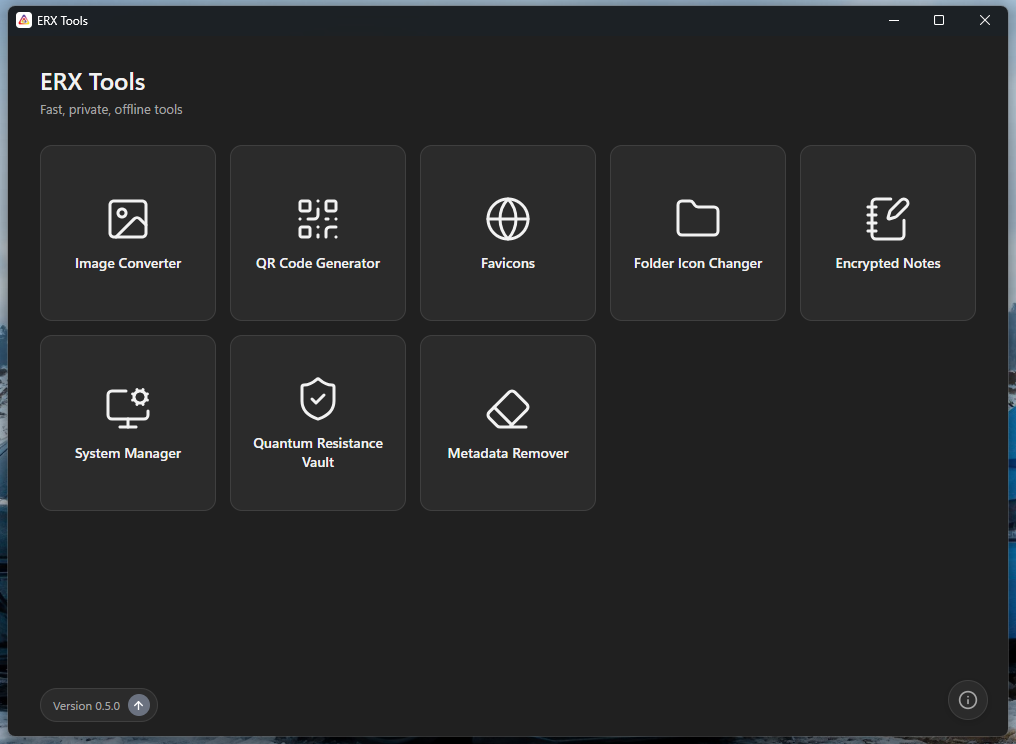 ERX Tools
ERX Tools
Fast, private, offline tools
Image Converter
QR Code Generator
Favicons
Folder Icon Changer
Encrypted Notes
System Manager
Quantum Resistance
Vault
Metadata Remover
Version 0.5.0